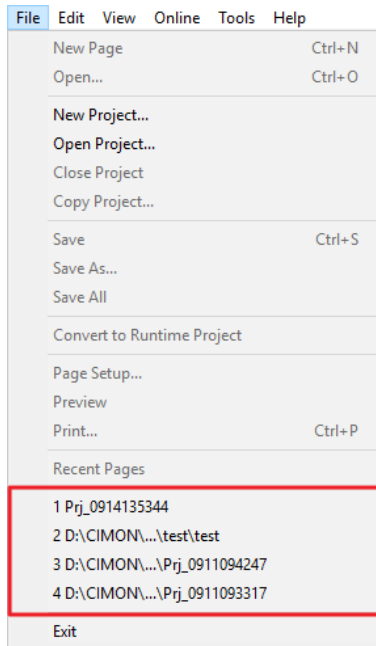 File Edit View Online Tools Help
New Page Ctrl+N
Open... Ctrl+O
New Project...
Open Project...
Close Project
Copy Project...
Save Ctrl+S
Save As...
Save All
Convert to Runtime Project
Page Setup...
Preview
Print... Ctrl+P
Recent Pages
1 Prj_0914135344
2 D:\CIMON\...\test\test
3 D:\CIMON\...\Prj_0911094247
4 D:\CIMON\...\Prj_0911093317
Exit